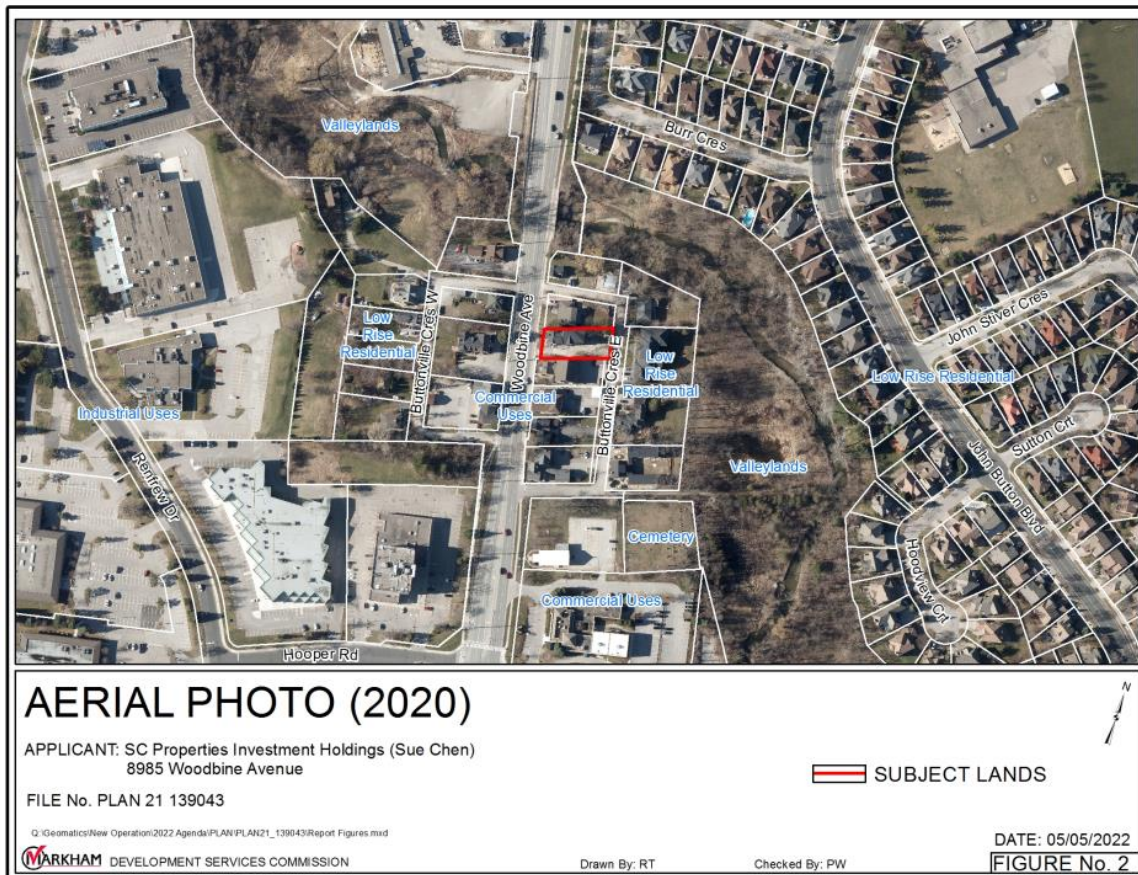 Valleylands
Burr Cres
John Stiver Cres
Woodbine Ave
Buttonville Cres W
Low
Rise
Residential
Buttonville Cres E
Low
Rise
Residential
Low Rise Residential
Commercial
Uses
Industrial Uses
Sutton Crt
Renfrew Dr
John Button Blvd
Valleylands
Cemetery
Hoodview Crt
Commercial Uses
Hooper Rd
AERIAL PHOTO (2020)
N
APPLICANT: SC Properties Investment Holdings (Sue Chen)
8985 Woodbine Avenue
SUBJECT LANDS
FILE No. PLAN 21 139043
Q:\Geomatics\New Operation\2022 Agenda\PLAN\PLAN21_139043\Report Figures.mxd
DATE: 05/05/2022
MARKHAM DEVELOPMENT SERVICES COMMISSION
Drawn By: RT
Checked By: PW
FIGURE No. 2